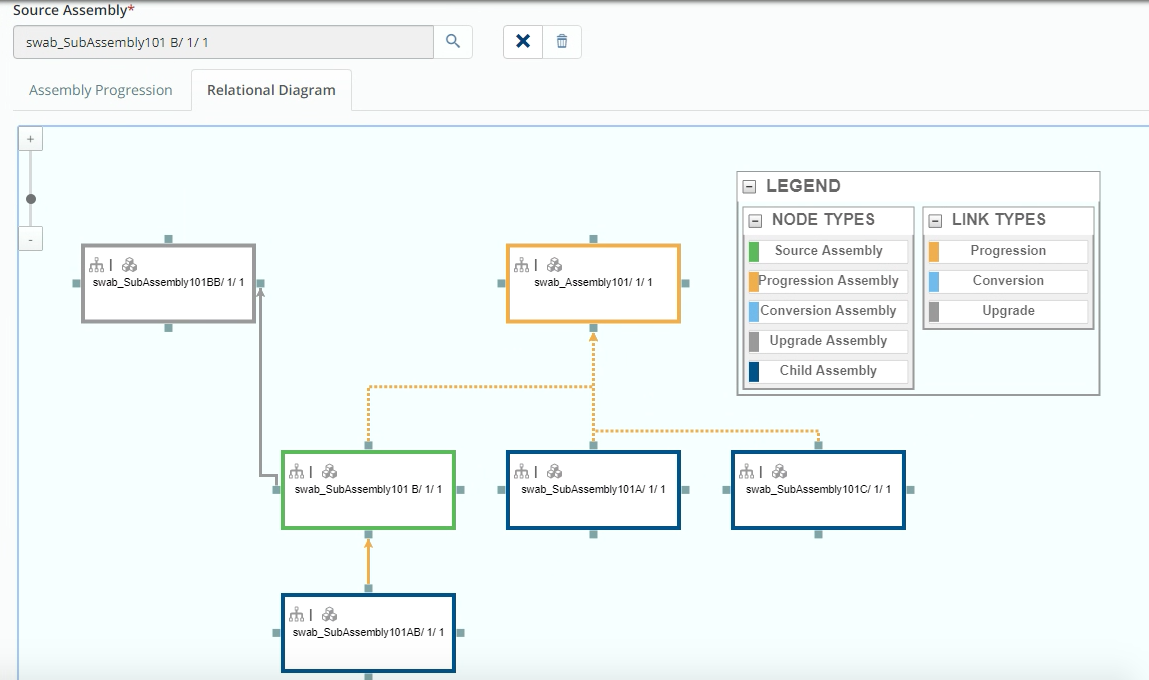 Source Assembly*
swab_SubAssembly101 B/ 1/ 1
Assembly Progression
Relational Diagram
+
-
LEGEND
NODE TYPES
Source Assembly
Progression Assembly
Conversion Assembly
Upgrade Assembly
Child Assembly
LINK TYPES
Progression
Conversion
Upgrade
swab_SubAssembly101BB/ 1/ 1
swab_Assembly101/ 1/ 1
swab_SubAssembly101 B/ 1/ 1
swab_SubAssembly101A/ 1/ 1
swab_SubAssembly101C/ 1/ 1
swab_SubAssembly101AB/ 1/ 1